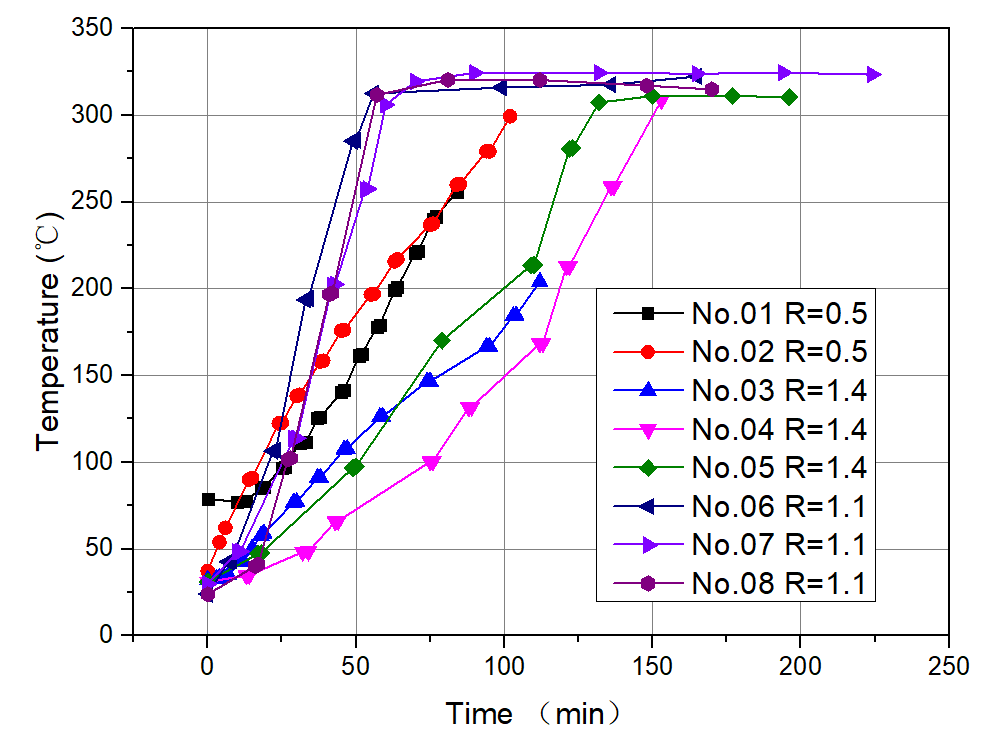 350
300
250
200
150
100
50
0
Temperature (℃)
No.01 R=0.5
No.02 R=0.5
No.03 R=1.4
No.04 R=1.4
No.05 R=1.4
No.06 R=1.1
No.07 R=1.1
No.08 R=1.1
0 50 100 150 200 250
Time （min）